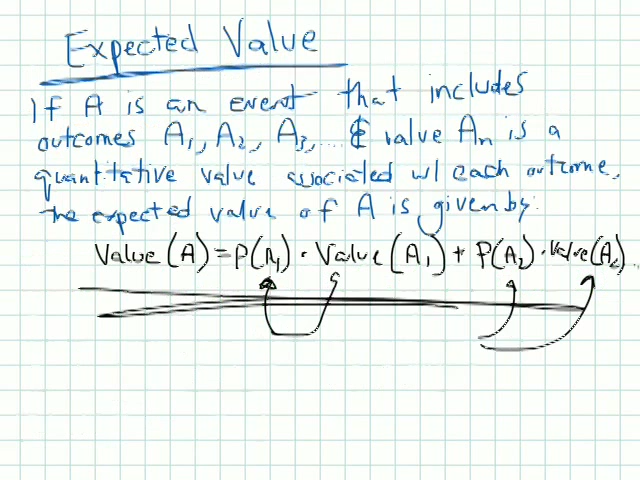 Expected Value
If A is an event that includes
outcomes A1, A2, A3, ... & value An is a
quantitative value associated w/ each outcome,
the expected value of A is given by:
Value(A) = P(A1) · Value(A1) + P(A2) · Value(A2) ...